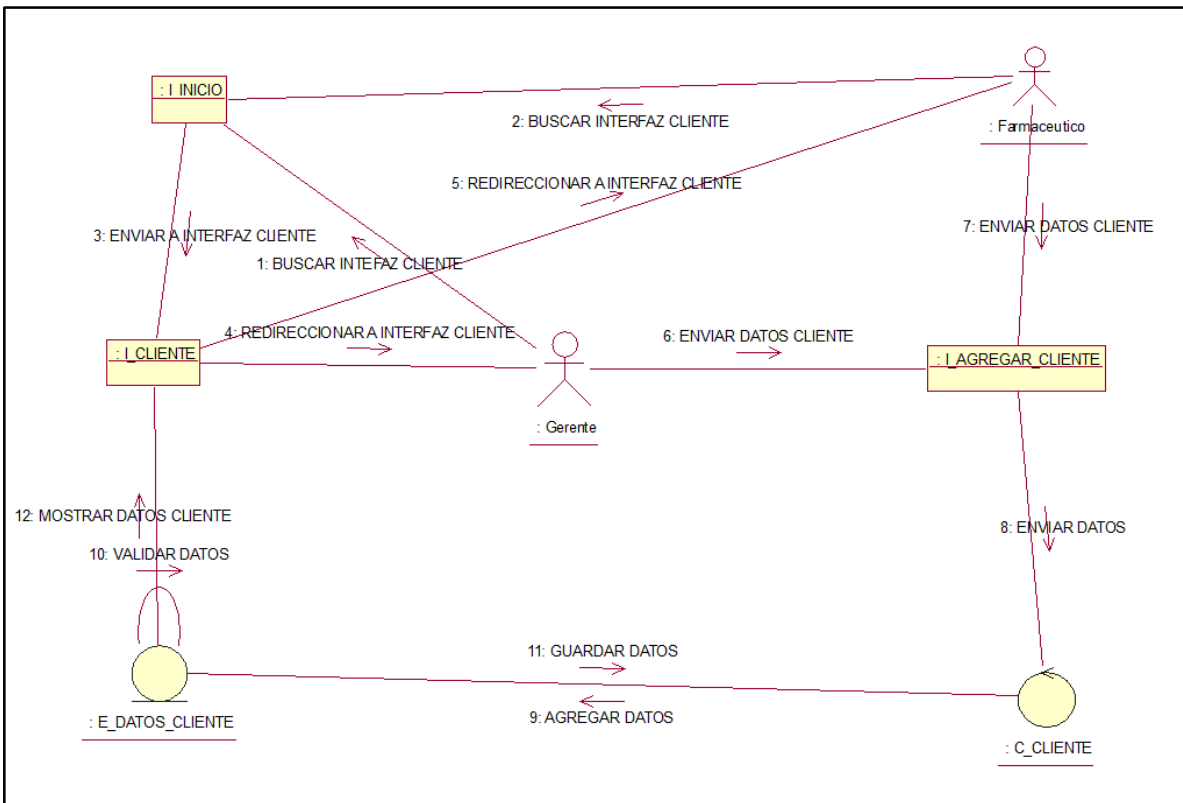 : I_INICIO
2: BUSCAR INTERFAZ CLIENTE
: Farmaceutico
5: REDIRECCIONAR A INTERFAZ CLIENTE
3: ENVIAR A INTERFAZ CLIENTE
7: ENVIAR DATOS CLIENTE
1: BUSCAR INTEFAZ CLIENTE
4: REDIRECCIONAR A INTERFAZ CLIENTE
6: ENVIAR DATOS CLIENTE
: I_CLIENTE
: I_AGREGAR_CLIENTE
: Gerente
12: MOSTRAR DATOS CLIENTE
8: ENVIAR DATOS
10: VALIDAR DATOS
11: GUARDAR DATOS
9: AGREGAR DATOS
: E_DATOS_CLIENTE
: C_CLIENTE